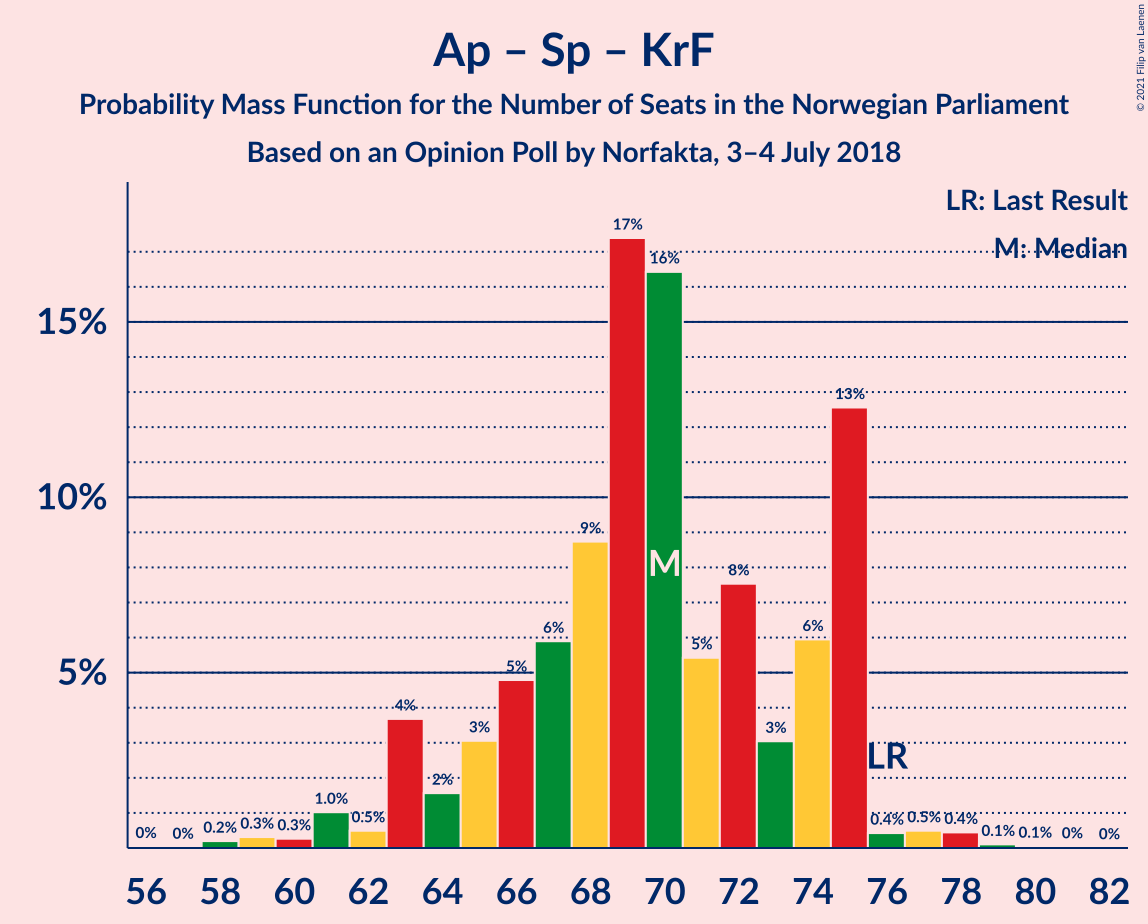 Ap – Sp – KrF
Probability Mass Function for the Number of Seats in the Norwegian Parliament
Based on an Opinion Poll by Norfakta, 3–4 July 2018
© 2021 Filip van Laenen
LR: Last Result
M: Median
15%
10%
5%
0% 0% 0.2% 0.3% 0.3% 1.0% 0.5% 4% 2% 3% 5% 6% 9% 17% 16% 5% 8% 3% 6% 13% 0.4% 0.5% 0.4% 0.1% 0.1% 0% 0%
M
LR
56 58 60 62 64 66 68 70 72 74 76 78 80 82